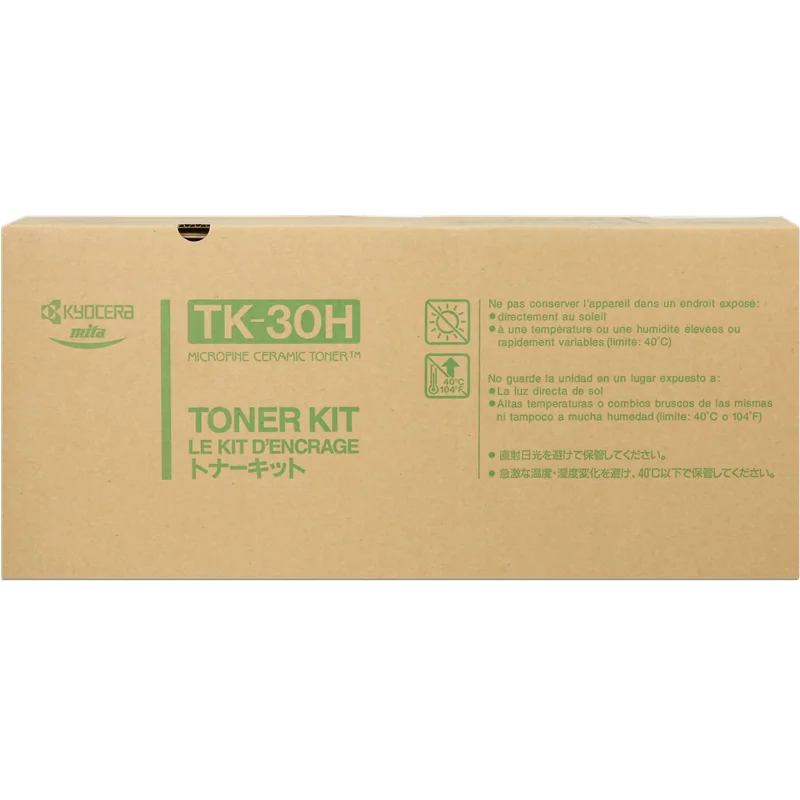 KYOCERA
mita
TK-30H
MICROFINE CERAMIC TONER™
TONER KIT
LE KIT D'ENCRAGE
トナーキット
40°C
104°F
Ne pas conserver l'appareil dans un endroit exposé:
● directement au soleil
● à une temperature ou une humidité élevées ou
rapidement variables (limite: 40°C)
No guarde la unidad en un lugar expuesto a:
● La luz directa de sol
● Altas temperaturas o combios bruscos de las mismas
ni tampoco a mucha humedad (limite: 40°C o 104°F)
● 直射日光を避けて保管してください。
● 急激な温度・湿度変化を避け、40℃以下で保管してください。